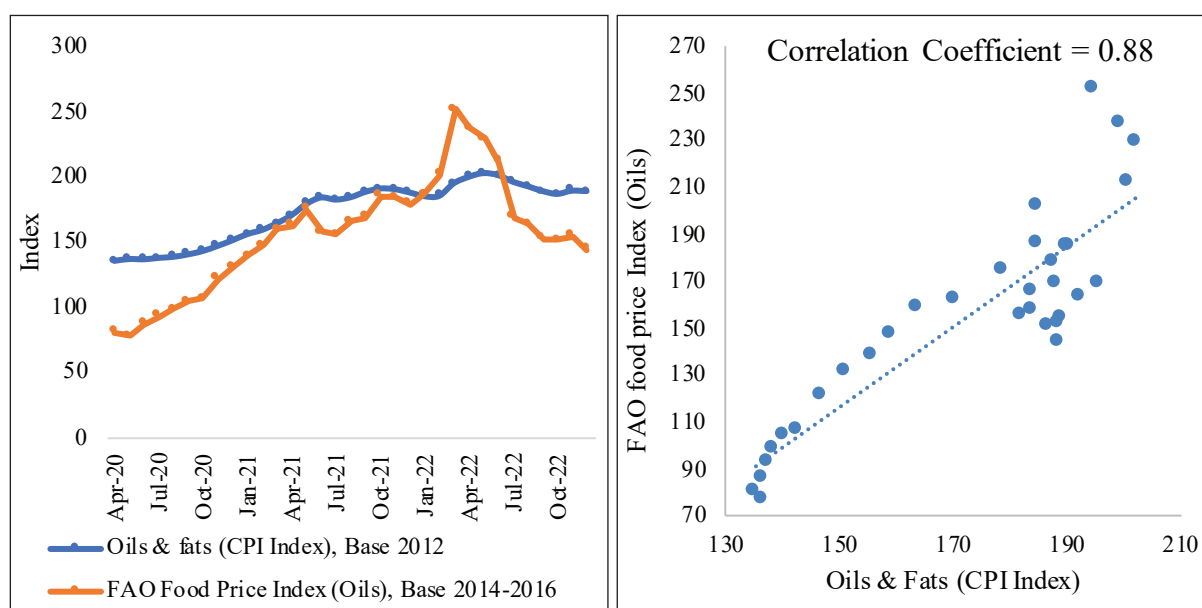 300
250
200
150
100
50
0
Index
Apr-20
Jul-20
Oct-20
Jan-21
Apr-21
Jul-21
Oct-21
Jan-22
Apr-22
Jul-22
Oct-22
Oils & fats (CPI Index), Base 2012
FAO Food Price Index (Oils), Base 2014-2016
Correlation Coefficient = 0.88
270
250
230
210
190
170
150
130
110
90
70
FAO food price Index (Oils)
130
150
170
190
210
Oils & Fats (CPI Index)